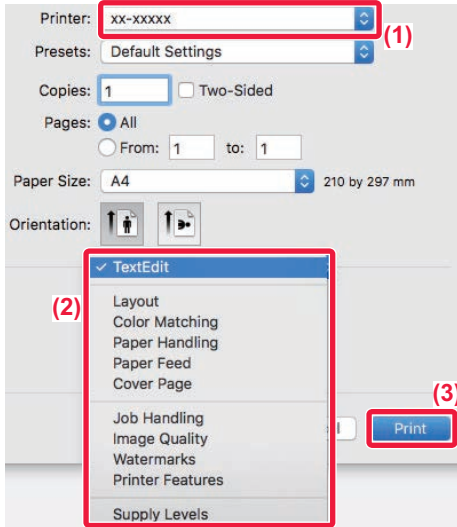 Printer: xx-xxxxx
(1)
Presets: Default Settings
Copies: 1 Two-Sided
Pages: All
From: 1 to: 1
Paper Size: A4 210 by 297 mm
Orientation:
✓ TextEdit
(2)
Layout
Color Matching
Paper Handling
Paper Feed
Cover Page
(3)
Job Handling
Image Quality
Watermarks
Printer Features
Supply Levels
Print